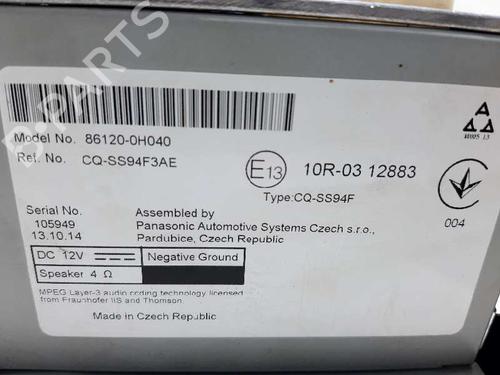 B-PARTS
Model No. 86120-0H040
Ref. No. CQ-SS94F3AE
E13 10R-03 12883
Type:CQ-SS94F
004
Serial No.
105949
13.10.14
Assembled by
Panasonic Automotive Systems Czech s.r.o.,
Pardubice, Czech Republic
DC 12V Negative Ground
Speaker 4 Ω
MPEG Layer-3 audio coding technology licensed
from Fraunhofer IIS and Thomson.
Made in Czech Republic